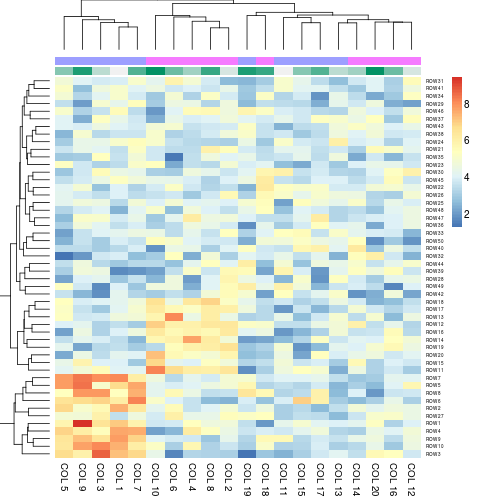 ROW31
ROW41
ROW34
ROW29
ROW48
ROW37
ROW43
ROW38
ROW24
ROW21
ROW35
ROW23
ROW30
ROW45
ROW22
ROW26
ROW25
ROW46
ROW47
ROW36
ROW33
ROW50
ROW40
ROW32
ROW44
ROW39
ROW28
ROW49
ROW42
ROW18
ROW17
ROW13
ROW12
ROW16
ROW14
ROW19
ROW20
ROW15
ROW11
ROW7
ROW5
ROW8
ROW6
ROW2
ROW27
ROW1
ROW4
ROW9
ROW10
ROW3
8
6
4
2
COL 5
COL 9
COL 3
COL 1
COL 7
COL 10
COL 6
COL 4
COL 8
COL 2
COL 19
COL 18
COL 11
COL 15
COL 17
COL 13
COL 14
COL 20
COL 16
COL 12